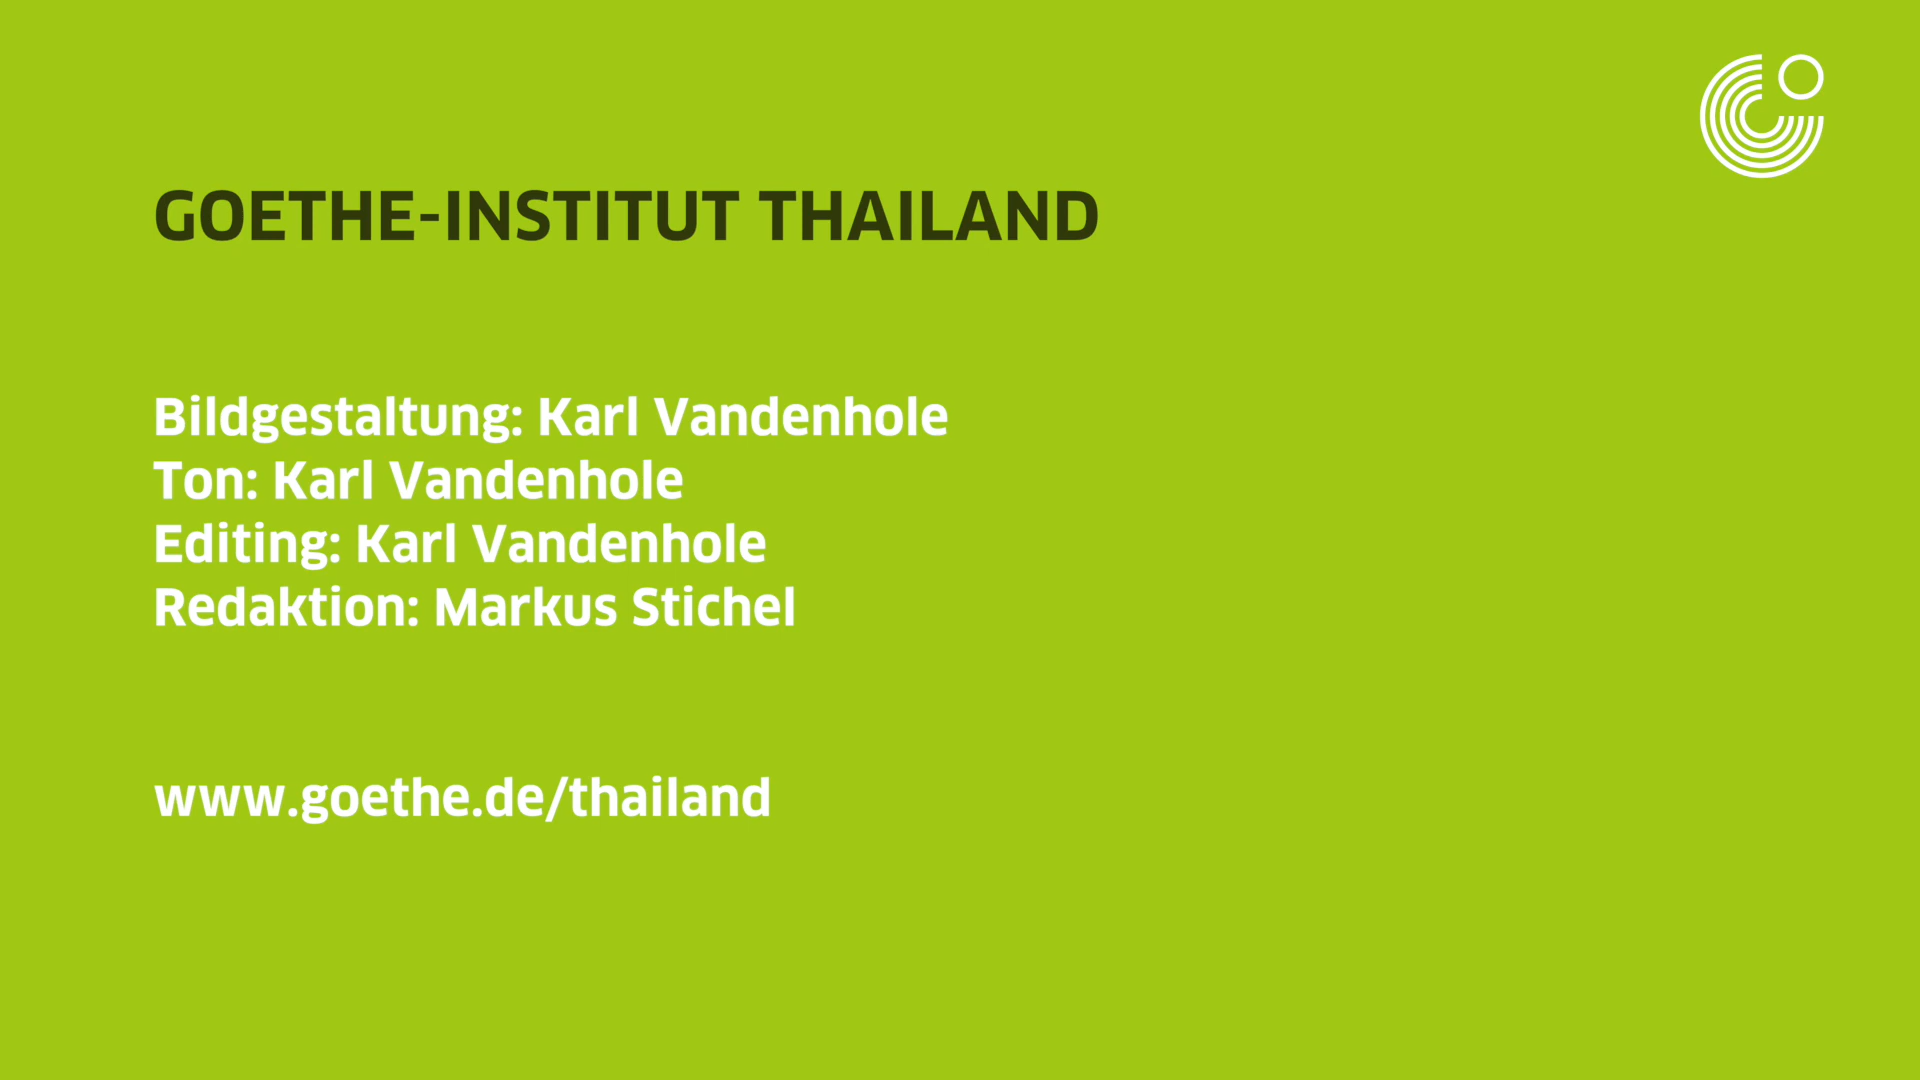 GOETHE-INSTITUT THAILAND
Bildgestaltung: Karl Vandenhole
Ton: Karl Vandenhole
Editing: Karl Vandenhole
Redaktion: Markus Stichel
www.goethe.de/thailand